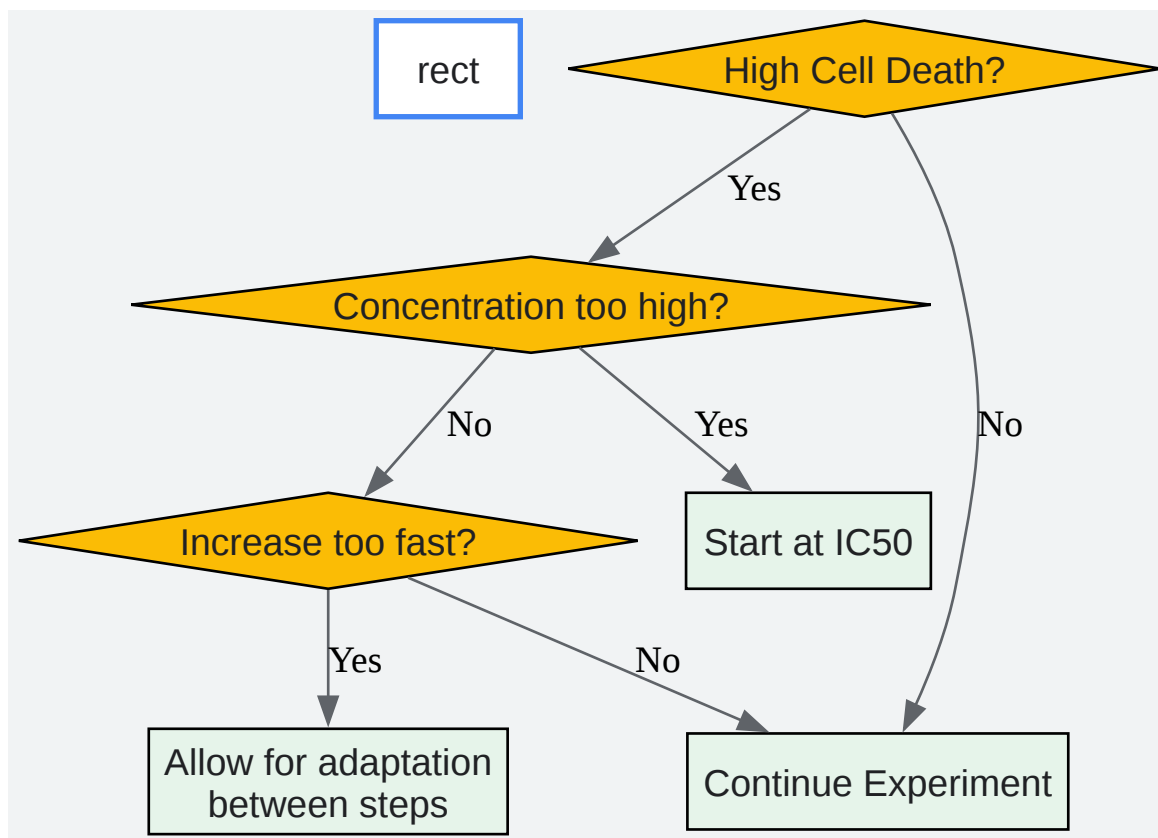 rect
High Cell Death?
Yes
Concentration too high?
No
Yes
No
Increase too fast?
Start at IC50
Yes
No
Allow for adaptation
between steps
Continue Experiment